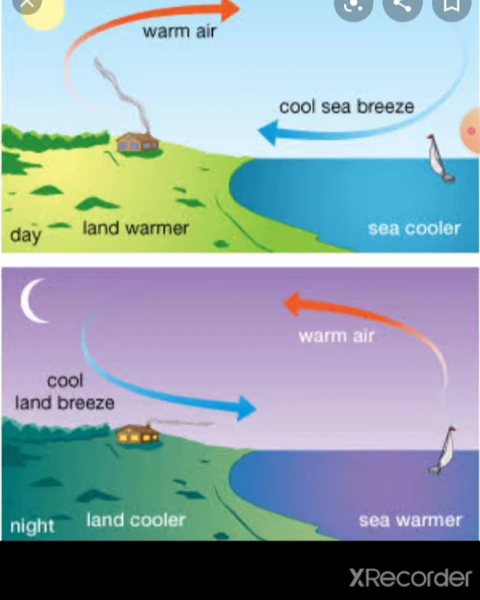 warm air
cool sea breeze
land warmer
sea cooler
day
warm air
cool
land breeze
land cooler
sea warmer
night
XRecorder